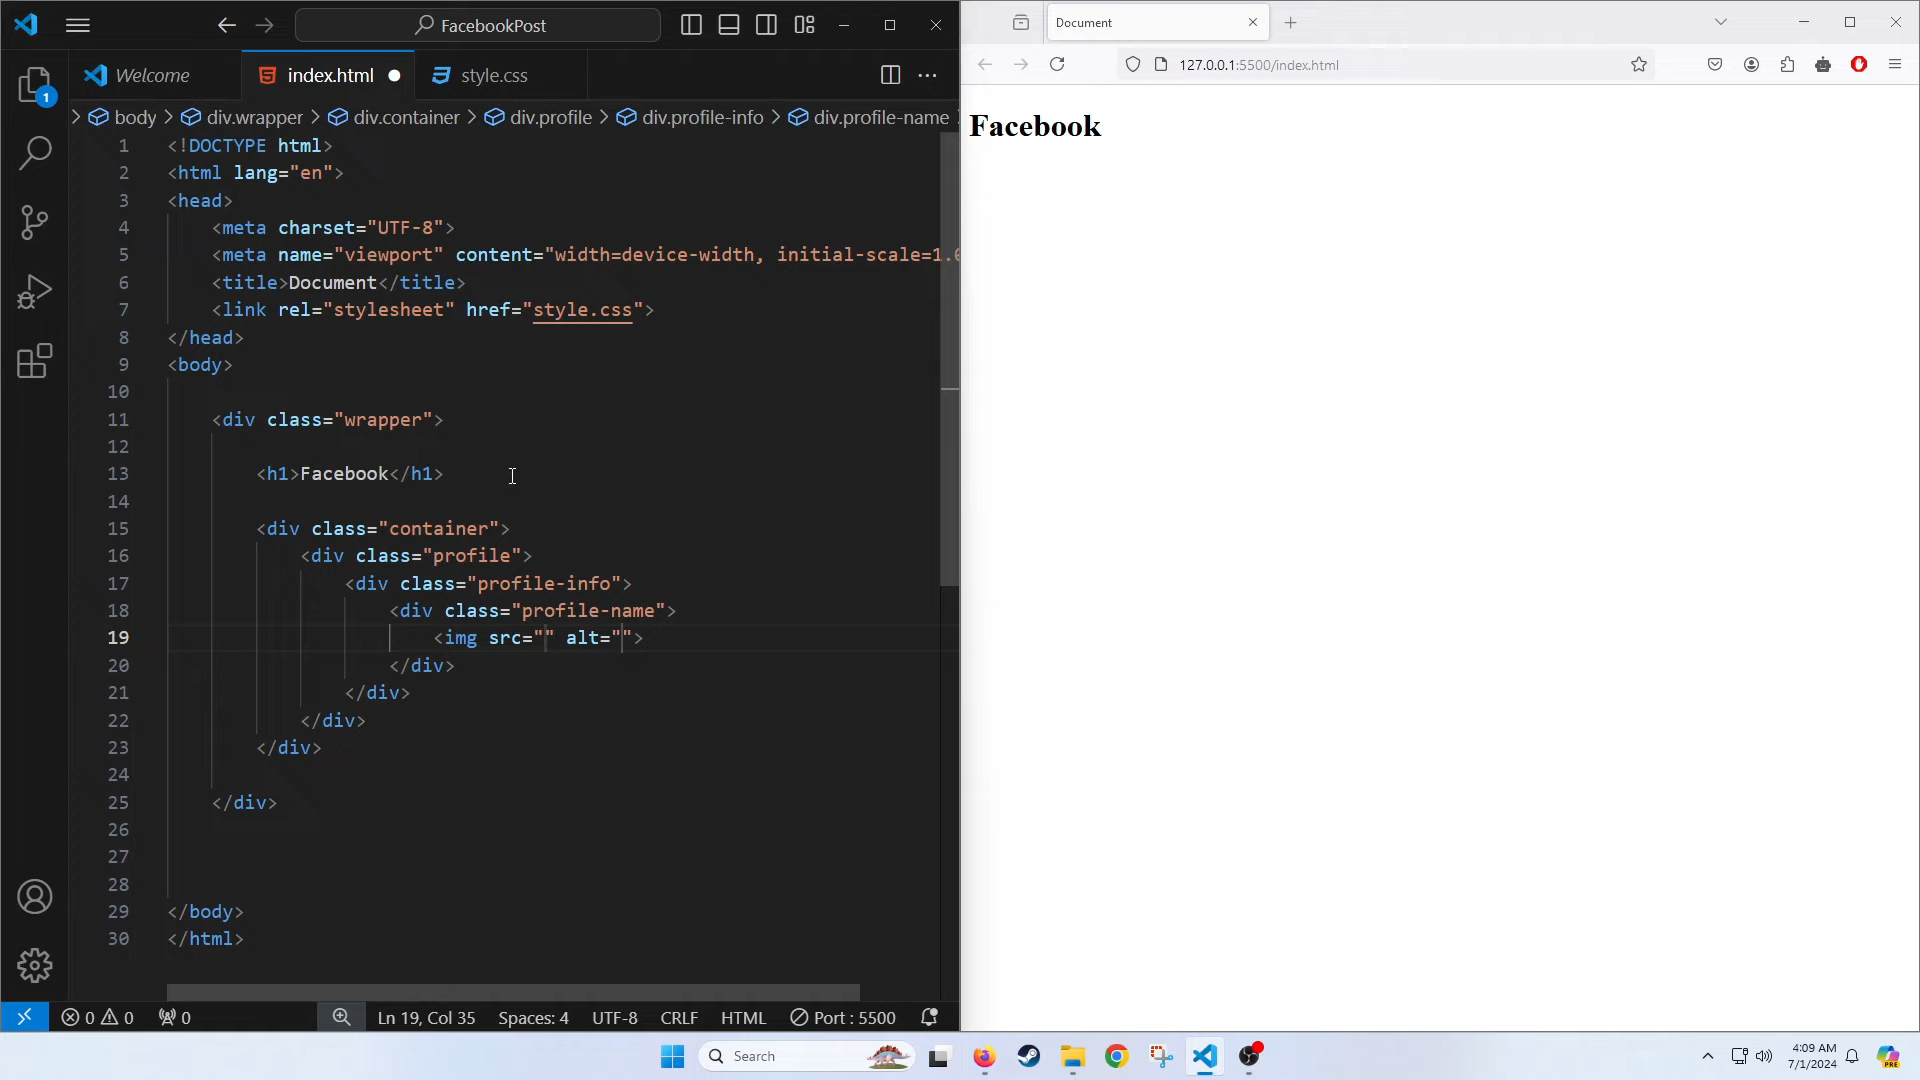 FacebookPost
Welcome
index.html
style.css
body
div.wrapper
div.container
div.profile
div.profile-info
div.profile-name
1 <!DOCTYPE html>
2 <html lang="en">
3 <head>
4 <meta charset="UTF-8">
5 <meta name="viewport" content="width=device-width, initial-scale=1.0
6 <title>Document</title>
7 <link rel="stylesheet" href="style.css">
8 </head>
9 <body>
10
11 <div class="wrapper">
12
13 <h1>Facebook</h1>
14
15 <div class="container">
16 <div class="profile">
17 <div class="profile-info">
18 <div class="profile-name">
19 <img src="" alt="">
20 </div>
21 </div>
22 </div>
23 </div>
24
25 </div>
26
27
28
29 </body>
30 </html>
1
0 0 0
Ln 19, Col 35
Spaces: 4
UTF-8
CRLF
HTML
Port : 5500
Document
127.0.0.1:5500/index.html
Facebook
Search
PRE
4:09 AM
7/1/2024